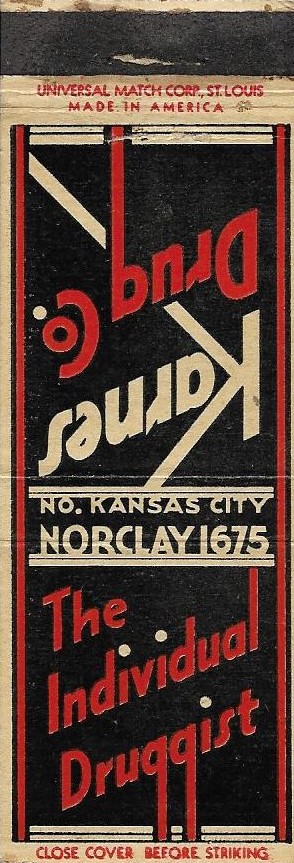 UNIVERSAL MATCH CORP., ST. LOUIS
MADE IN AMERICA
Karnes
Drug Co.
NO. KANSAS CITY
NORCLAY 1675
The
Individual
Druggist
CLOSE COVER BEFORE STRIKING